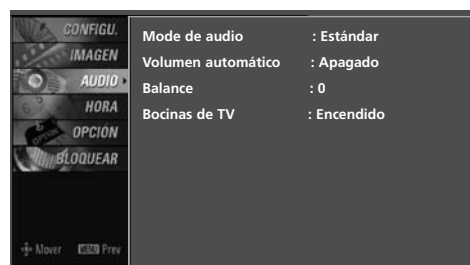 CONFIGU.
IMAGEN
AUDIO
HORA
OPCIÓN
BLOQUEAR
Mover MENU Prev
Mode de audio : Estándar
Volumen automático : Apagado
Balance : 0
Bocinas de TV : Encendido